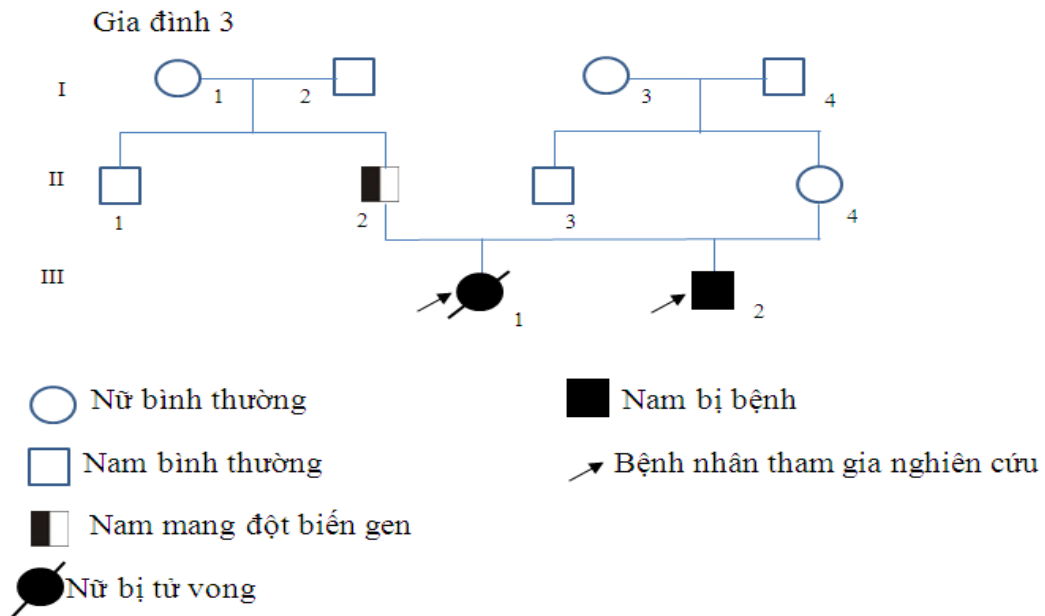 Gia đình 3
I
1
2
3
4
II
1
2
3
4
III
1
2
Nữ bình thường
Nam bị bệnh
Nam bình thường
Bệnh nhân tham gia nghiên cứu
Nam mang đột biến gen
Nữ bị tử vong